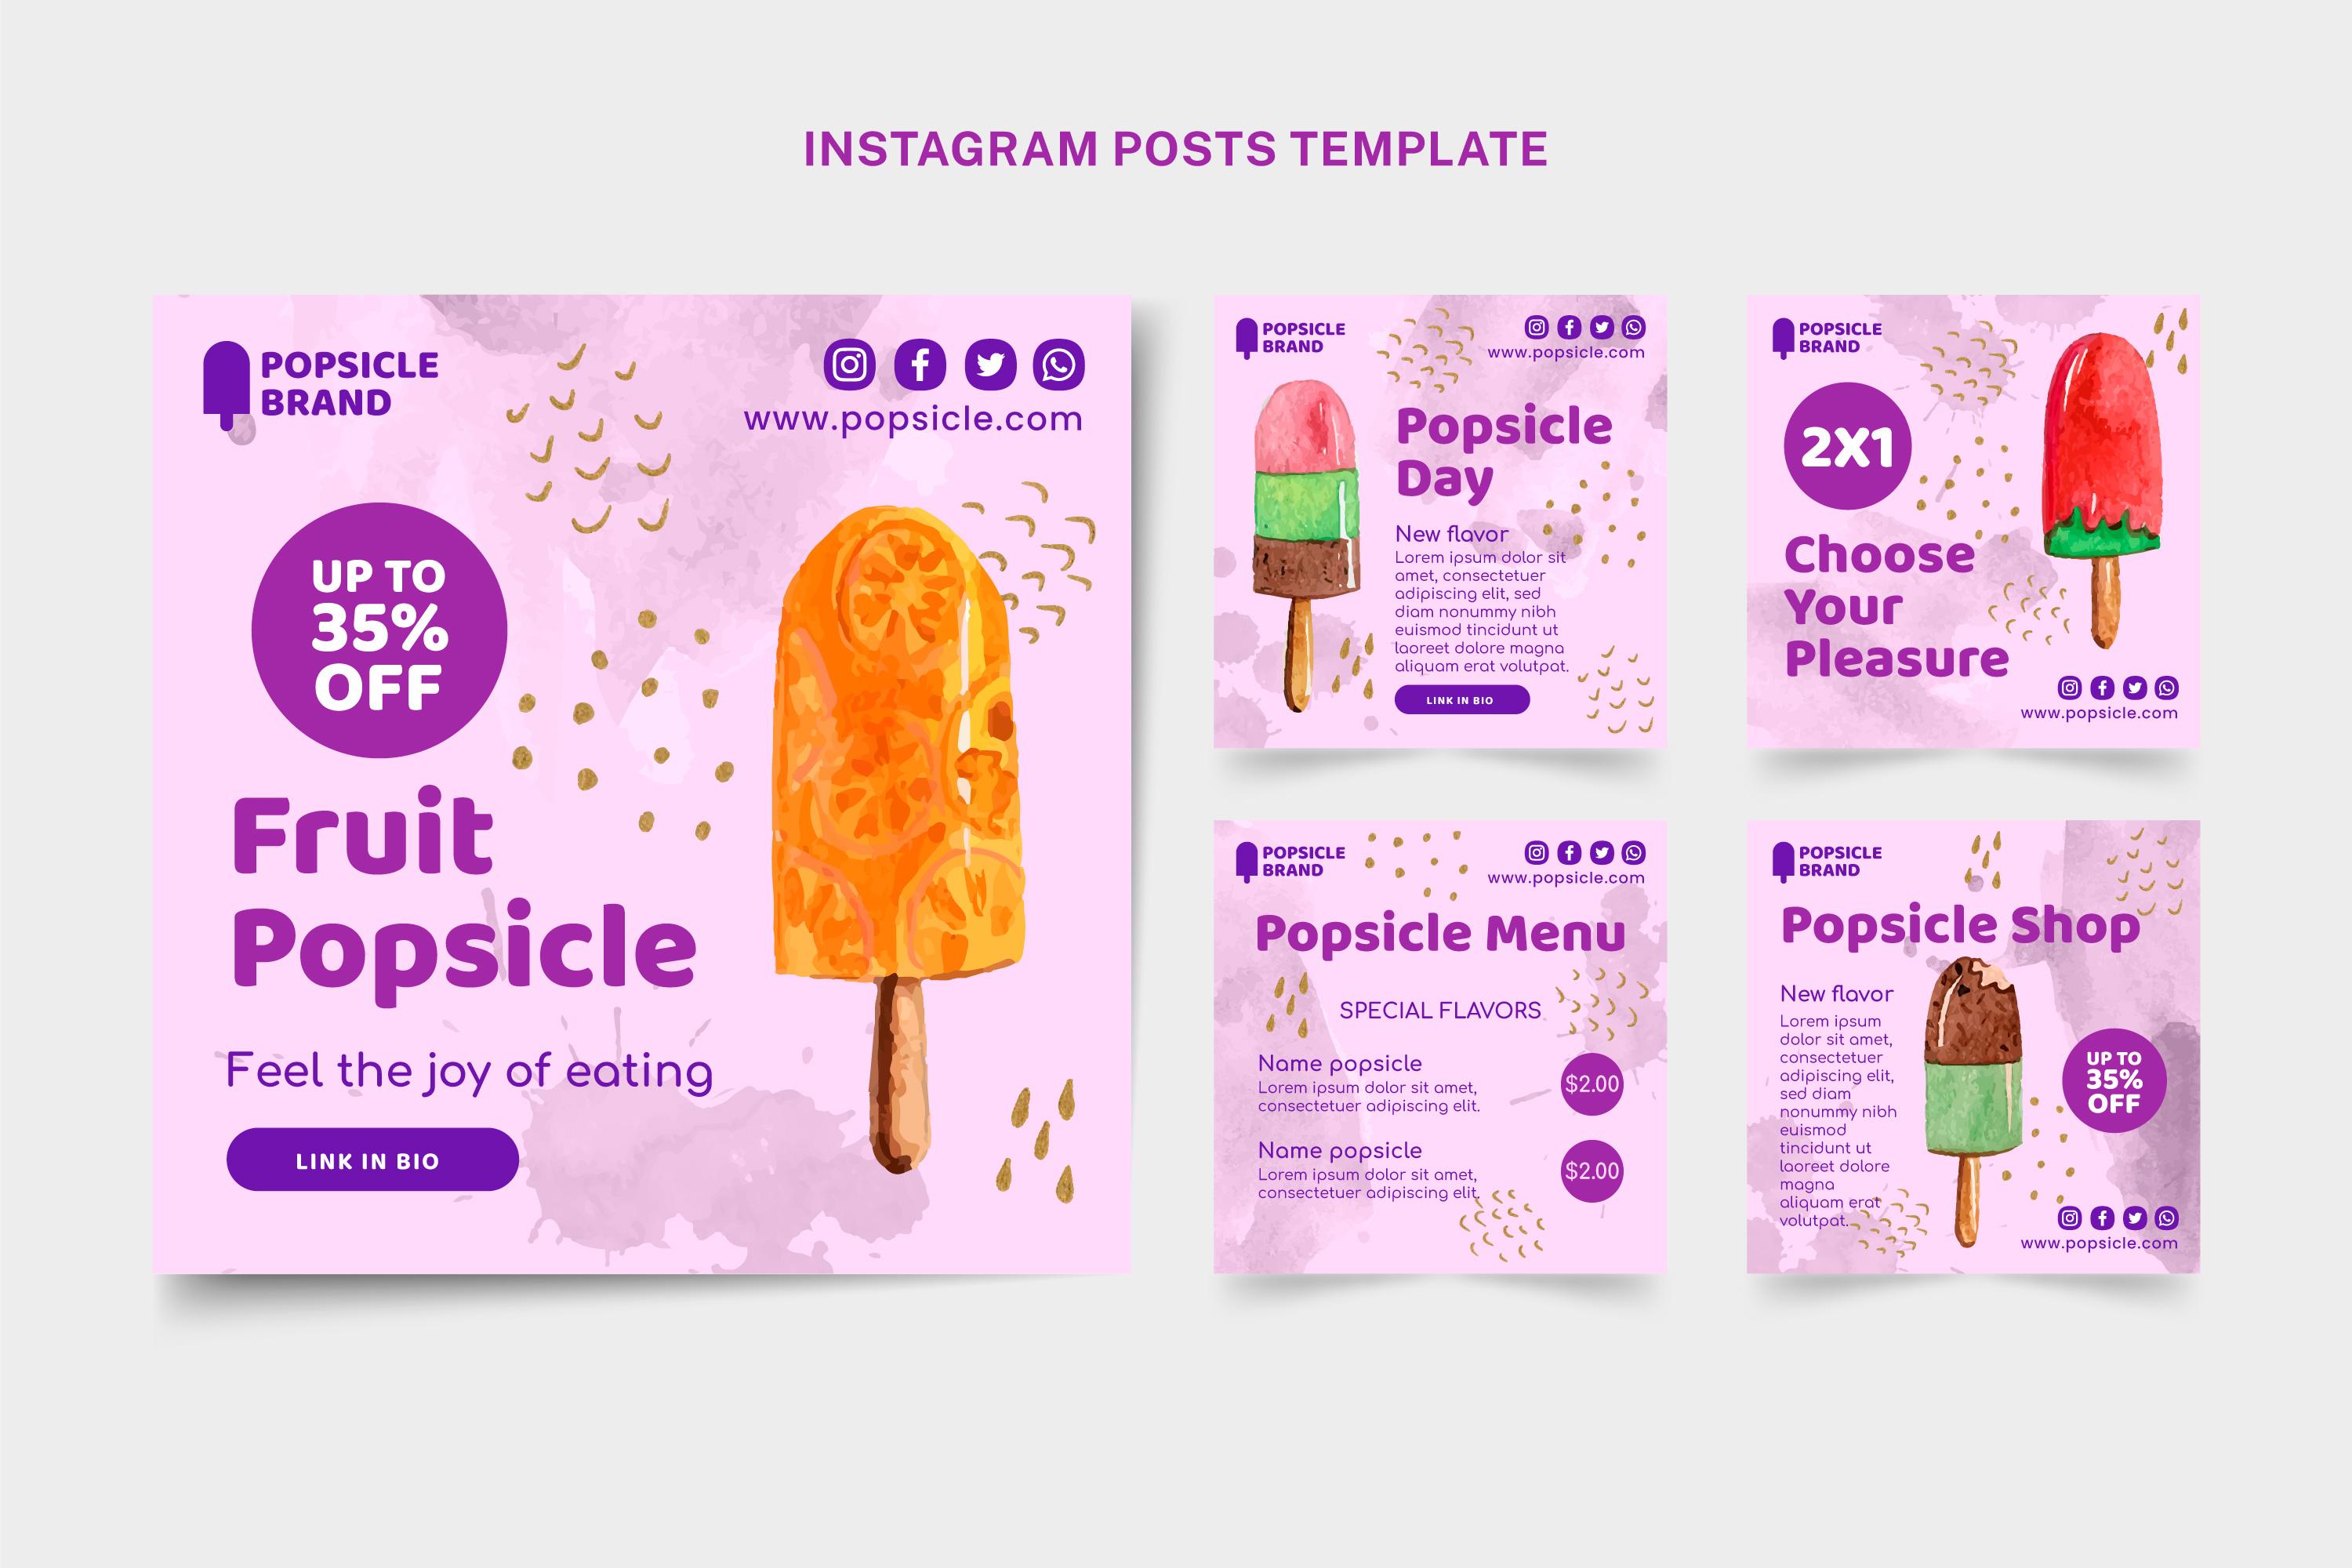 INSTAGRAM POSTS TEMPLATE
POPSICLE
BRAND
www.popsicle.com
UP TO
35%
OFF
Fruit
Popsicle
Feel the joy of eating
LINK IN BIO
POPSICLE
BRAND
www.popsicle.com
Popsicle
Day
New flavor
Lorem ipsum dolor sit
amet, consectetuer
adipiscing elit, sed
diam nonummy nibh
euismod tincidunt ut
laoreet dolore magna
aliquam erat volutpat.
LINK IN BIO
POPSICLE
BRAND
2X1
Choose
Your
Pleasure
www.popsicle.com
POPSICLE
BRAND
www.popsicle.com
Popsicle Menu
SPECIAL FLAVORS
Name popsicle
Lorem ipsum dolor sit amet,
consectetuer adipiscing elit.
$2.00
Name popsicle
Lorem ipsum dolor sit amet,
consectetuer adipiscing elit.
$2.00
POPSICLE
BRAND
Popsicle Shop
New flavor
Lorem ipsum
dolor sit amet,
consectetuer
adipiscing elit,
sed diam
nonummy nibh
euismod
tincidunt ut
laoreet dolore
magna
aliquam erat
volutpat.
UP TO
35%
OFF
www.popsicle.com